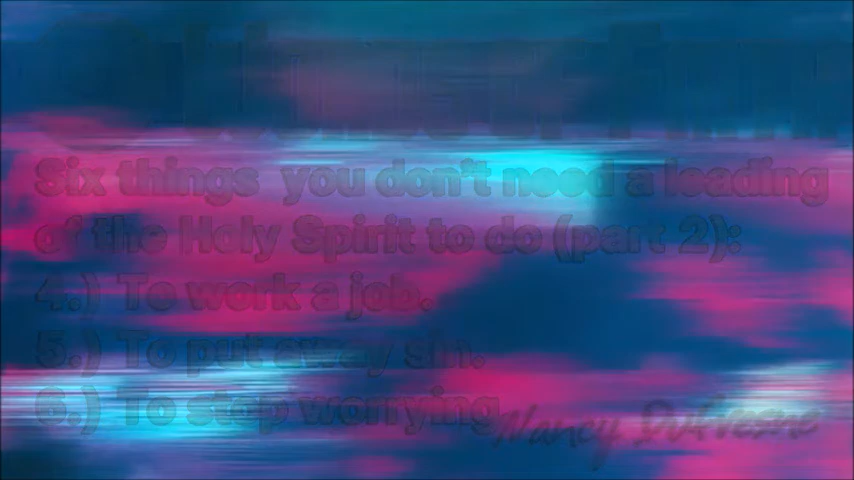 Six things you don't need a leading
of the Holy Spirit to do (part 2):
4.) To work a job.
5.) To put away sin.
6.) To stop worrying.
Nancy Dufresne